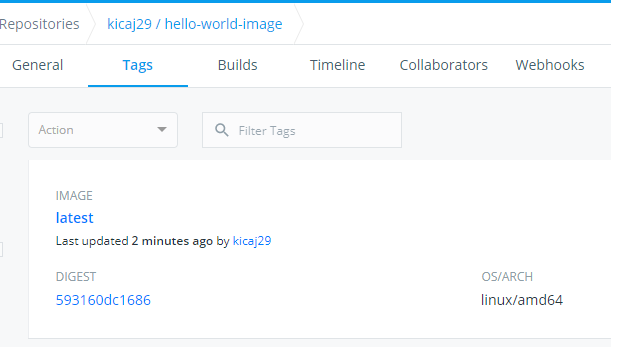 Repositories kicaj29 / hello-world-image
General Tags Builds Timeline Collaborators Webhooks
Action Filter Tags
IMAGE
latest
Last updated 2 minutes ago by kicaj29
DIGEST OS/ARCH
593160dc1686 linux/amd64